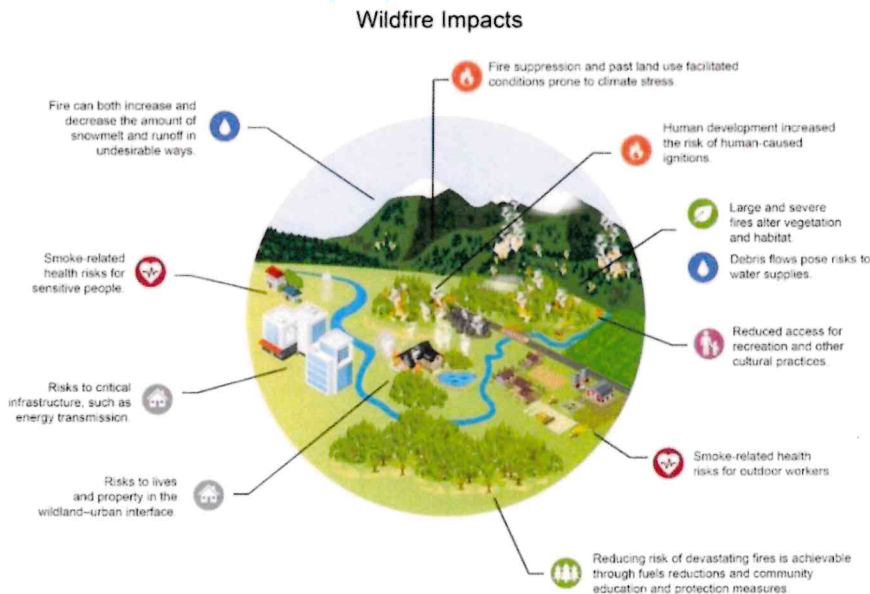 Wildfire Impacts
Fire suppression and past land use facilitated
conditions prone to climate stress.
Fire can both increase and
decrease the amount of
snowmelt and runoff in
undesirable ways.
Human development increased
the risk of human-caused
ignitions.
Large and severe
fires alter vegetation
and habitat.
Debris flows pose risks to
water supplies.
Smoke-related
health risks for
sensitive people.
Reduced access for
recreation and other
cultural practices.
Risks to critical
infrastructure, such as
energy transmission.
Smoke-related health
risks for outdoor workers.
Risks to lives
and property in the
wildland–urban interface.
Reducing risk of devastating fires is achievable
through fuels reductions and community
education and protection measures.